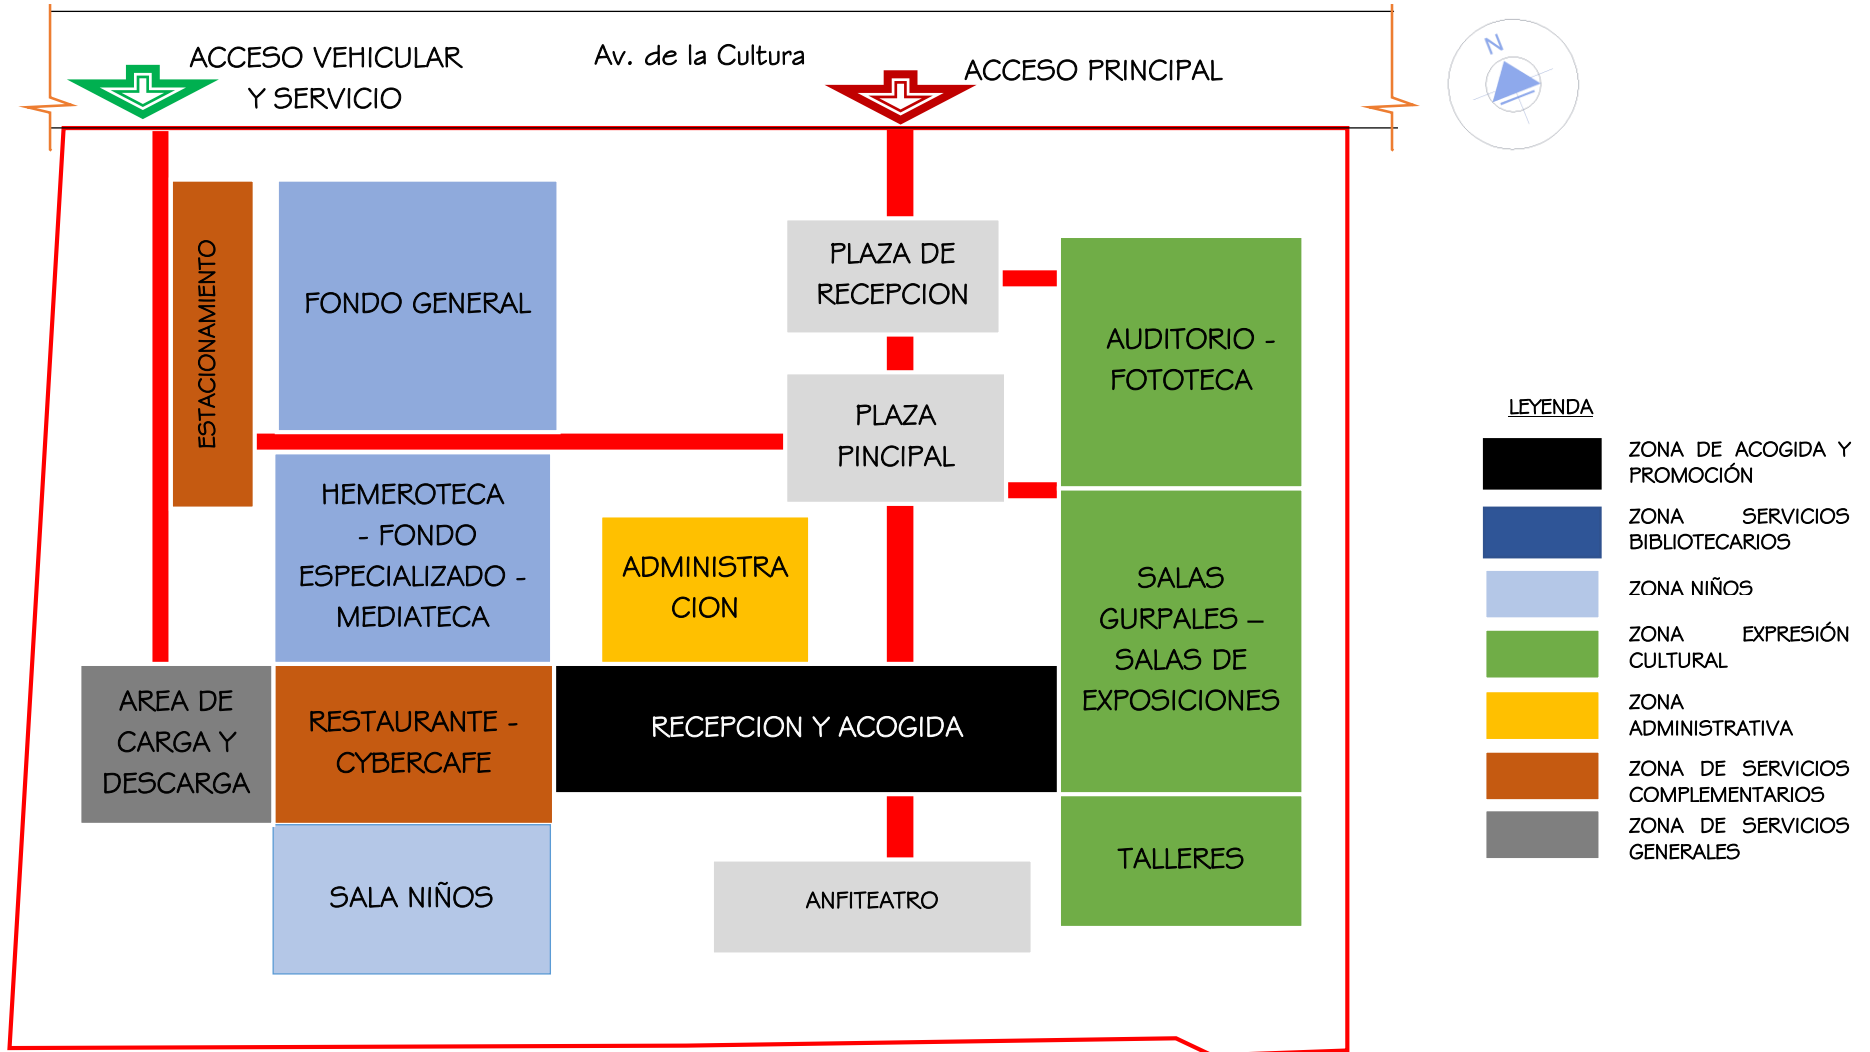 ACCESO VEHICULAR
Y SERVICIO
Av. de la Cultura
ACCESO PRINCIPAL
N
ESTACIONAMIENTO
FONDO GENERAL
PLAZA DE
RECEPCION
AUDITORIO -
FOTOTECA
PLAZA
PINCIPAL
HEMEROTECA
- FONDO
ESPECIALIZADO -
MEDIATECA
ADMINISTRA
CION
SALAS
GURPALES –
SALAS DE
EXPOSICIONES
AREA DE
CARGA Y
DESCARGA
RESTAURANTE -
CYBERCAFE
RECEPCION Y ACOGIDA
SALA NIÑOS
ANFITEATRO
TALLERES
LEYENDA
ZONA DE ACOGIDA Y
PROMOCIÓN
ZONA SERVICIOS
BIBLIOTECARIOS
ZONA NIÑOS
ZONA EXPRESIÓN
CULTURAL
ZONA
ADMINISTRATIVA
ZONA DE SERVICIOS
COMPLEMENTARIOS
ZONA DE SERVICIOS
GENERALES